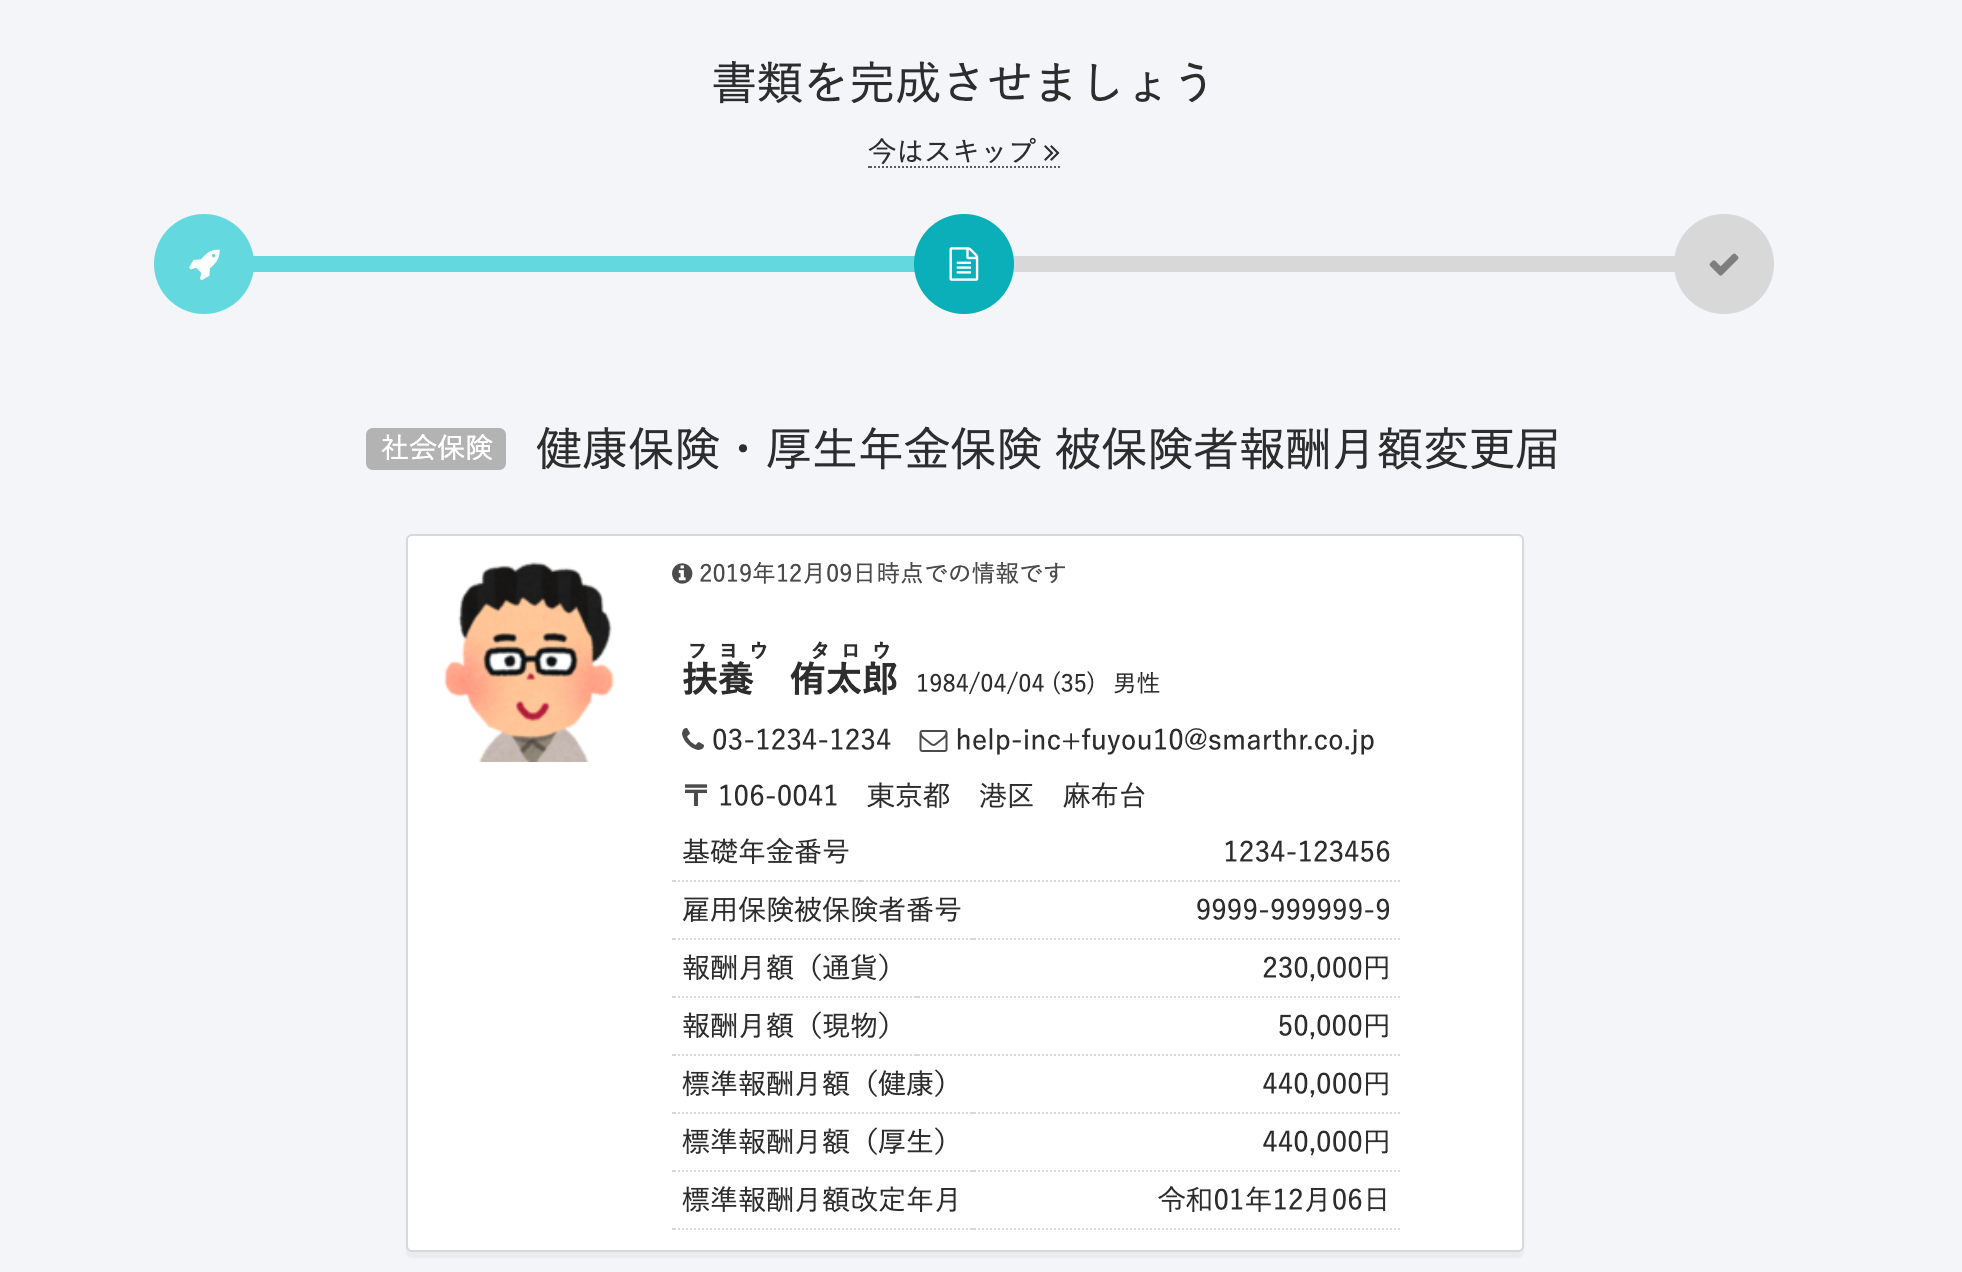 書類を完成させましょう
今はスキップ »
社会保険 健康保険・厚生年金保険 被保険者報酬月額変更届
2019年12月09日時点での情報です
フヨウ タロウ
扶養 侑太郎 1984/04/04 (35) 男性
03-1234-1234 help-inc+fuyou10@smarthr.co.jp
〒 106-0041 東京都 港区 麻布台
基礎年金番号 1234-123456
雇用保険被保険者番号 9999-999999-9
報酬月額（通貨） 230,000円
報酬月額（現物） 50,000円
標準報酬月額（健康） 440,000円
標準報酬月額（厚生） 440,000円
標準報酬月額改定年月 令和01年12月06日